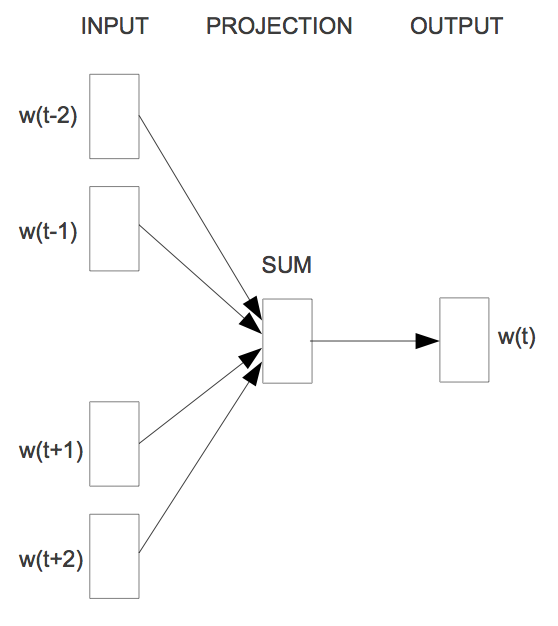 INPUT PROJECTION OUTPUT
w(t-2)
w(t-1)
SUM
w(t)
w(t+1)
w(t+2)